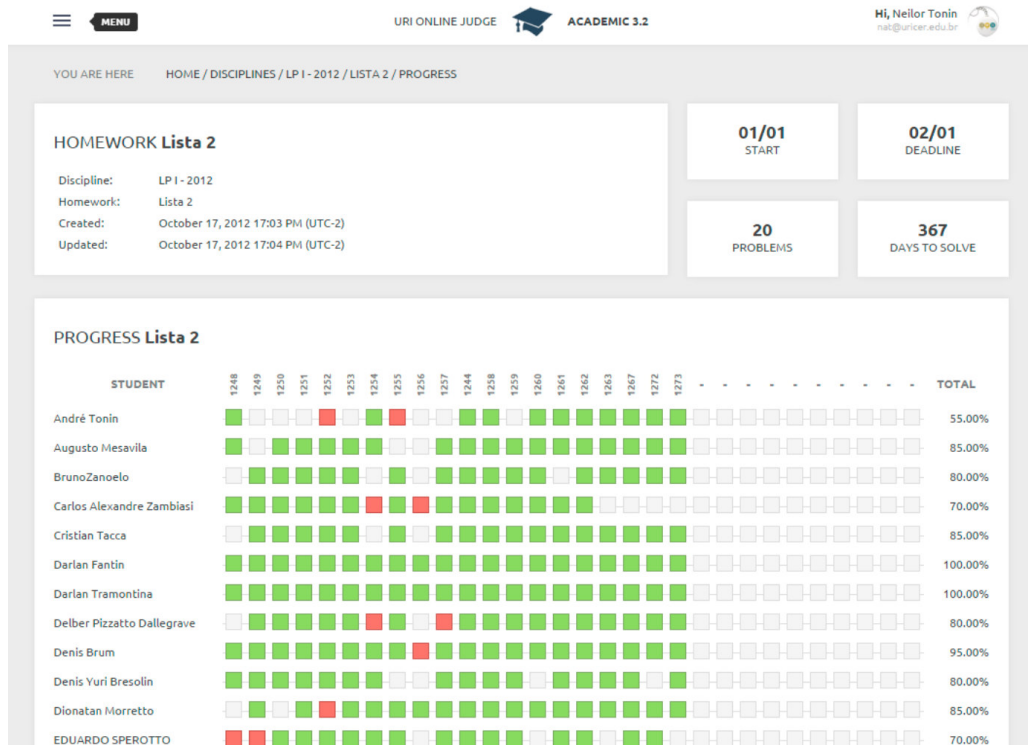 MENU
URI ONLINE JUDGE ACADEMIC 3.2
Hi, Neilor Tonin
nat@uricer.edu.br
YOU ARE HERE HOME / DISCIPLINES / LP I - 2012 / LISTA 2 / PROGRESS
HOMEWORK Lista 2
Discipline: LP I - 2012
Homework: Lista 2
Created: October 17, 2012 17:03 PM (UTC-2)
Updated: October 17, 2012 17:04 PM (UTC-2)
01/01
START
02/01
DEADLINE
20
PROBLEMS
367
DAYS TO SOLVE
PROGRESS Lista 2
STUDENT 1248 1249 1250 1251 1252 1253 1254 1255 1256 1257 1244 1258 1259 1260 1261 1262 1263 1267 1272 1273 - - - - - - - - - - TOTAL
André Tonin 55.00%
Augusto Mesavila 85.00%
BrunoZanoelo 80.00%
Carlos Alexandre Zambiasi 70.00%
Cristian Tacca 85.00%
Darlan Fantin 100.00%
Darlan Tramontina 100.00%
Delber Pizzatto Dallegrave 80.00%
Denis Brum 95.00%
Denis Yuri Bresolin 80.00%
Dionatan Morretto 85.00%
EDUARDO SPEROTTO 70.00%